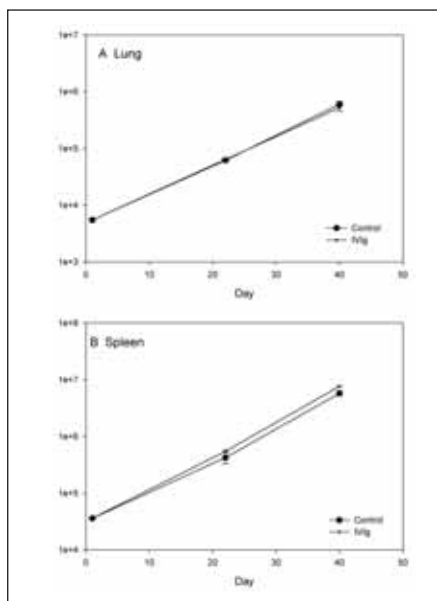 A Lung
1e+7
1e+6
1e+5
1e+4
1e+3
Control
IVIg
0 10 20 30 40 50
Day
B Spleen
1e+8
1e+7
1e+6
1e+5
1e+4
Control
IVIg
0 10 20 30 40 50
Day